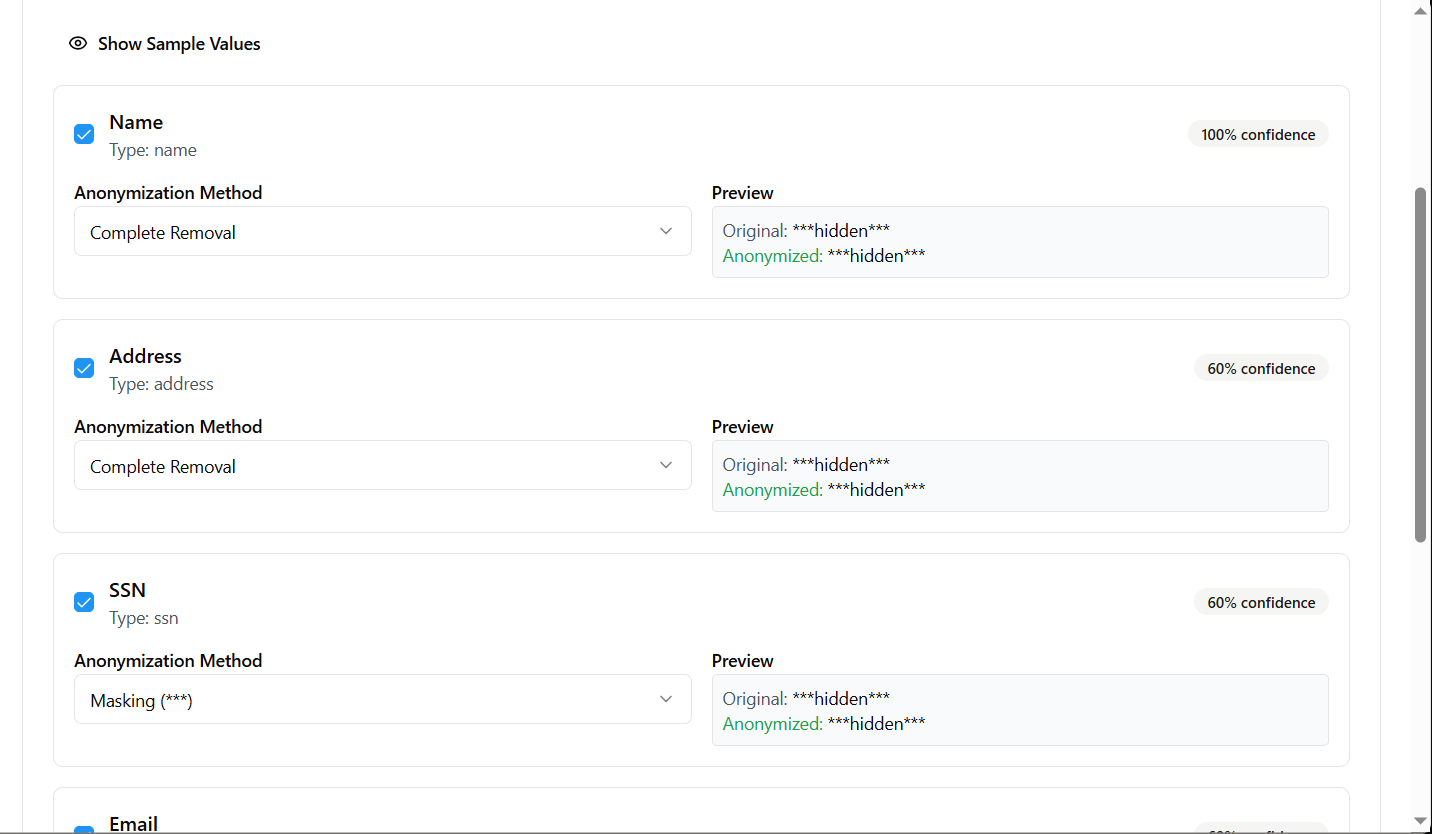 Show Sample Values
Name
Type: name
100% confidence
Anonymization Method
Complete Removal
Preview
Original: ***hidden***
Anonymized: ***hidden***
Address
Type: address
60% confidence
Anonymization Method
Complete Removal
Preview
Original: ***hidden***
Anonymized: ***hidden***
SSN
Type: ssn
60% confidence
Anonymization Method
Masking (***)
Preview
Original: ***hidden***
Anonymized: ***hidden***
Email